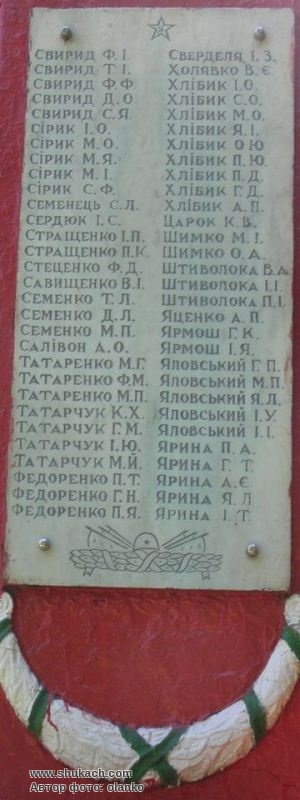 Свирид Ф.І.
Свирид Т.І.
Свирид Ф.Ф
Свирид Д.О
Свирид С.Я.
Сірик І.О.
Сірик М.О.
Сірик М.Я.
Сірик М.І.
Сірик С.Ф.
Семенець С.Л.
Сердюк І.С.
Стращенко І.П.
Стращенко П.К.
Стеценко Ф.Д.
Савищенко В.І.
Семенко Т.Л.
Семенко Д.Л.
Семенко М.П.
Салівон А.О.
Татаренко М.Г.
Татаренко Ф.М.
Татаренко М.П.
Татарчук К.Х.
Татарчук Г.М.
Татарчук І.Ю.
Татарчук М.Й.
Федоренко П.Т.
Федоренко Г.Н.
Федоренко П.Я.
Сверделя І.З.
Холявко В.Є
Хлібик І.О.
Хлібик С.О.
Хлібик М.О.
Хлібик Я.І.
Хлібик О.Ю
Хлібик П.Ю.
Хлібик П.Д.
Хлібик Г.Д.
Хлібик А.П.
Царок К.В.
Шимко М.І.
Шимко О.Д.
Штиволока В.А.
Штиволока І.І.
Штиволока П.І.
Яценко А.П.
Ярмош Г.К.
Ярмош І.Я.
Яловський Г.П.
Яловський М.П.
Яловський Я.Л.
Яловський І.У.
Яловський І.І.
Ярина П.А.
Ярина Г.Т.
Ярина А.Є
Ярина Я.Л
Ярина І.Т.
www.shukach.com
Автор фото: olanko